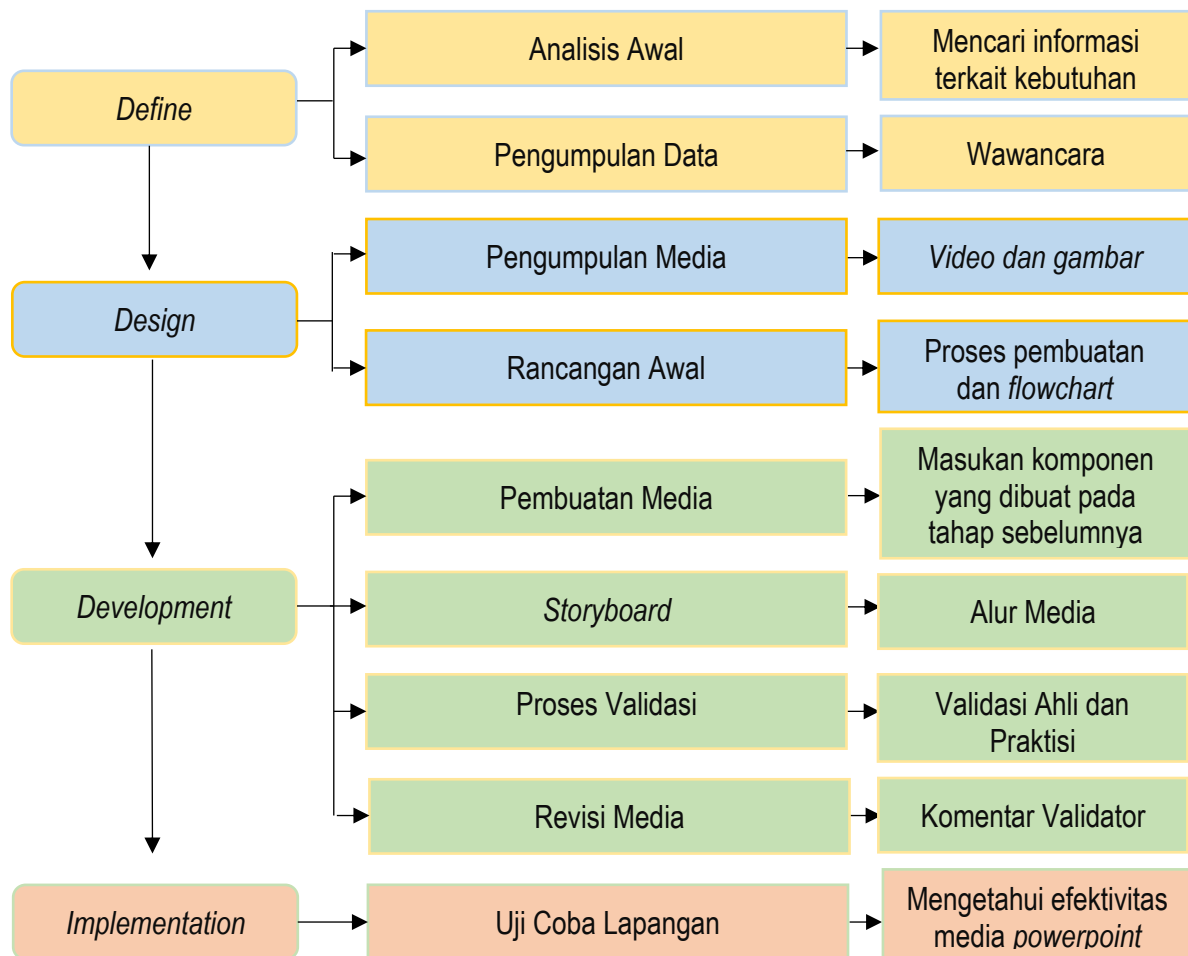 Define
Analisis Awal
Mencari informasi
terkait kebutuhan
Pengumpulan Data
Wawancara
Design
Pengumpulan Media
Video dan gambar
Rancangan Awal
Proses pembuatan
dan flowchart
Development
Pembuatan Media
Masukan komponen
yang dibuat pada
tahap sebelumnya
Storyboard
Alur Media
Proses Validasi
Validasi Ahli dan
Praktisi
Revisi Media
Komentar Validator
Implementation
Uji Coba Lapangan
Mengetahui efektivitas
media powerpoint